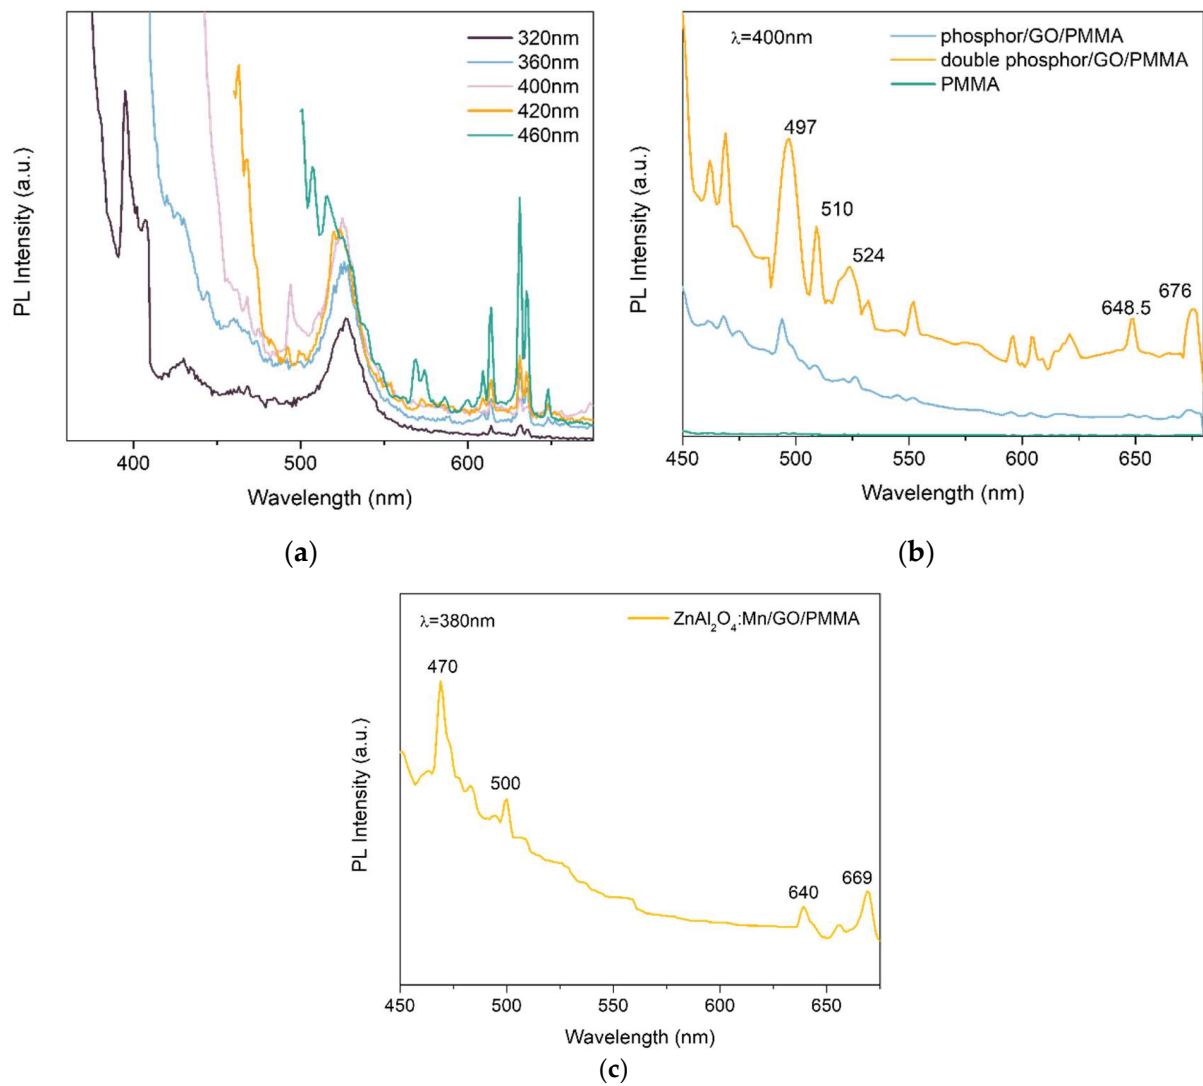 320nm
360nm
400nm
420nm
460nm
PL Intensity (a.u.)
400
500
600
Wavelength (nm)
(a)
λ=400nm
phosphor/GO/PMMA
double phosphor/GO/PMMA
PMMA
497
510
524
648.5
676
PL Intensity (a.u.)
450
500
550
600
650
Wavelength (nm)
(b)
λ=380nm
ZnAl₂O₄:Mn/GO/PMMA
470
500
640
669
PL Intensity (a.u.)
450
500
550
600
650
Wavelength (nm)
(c)